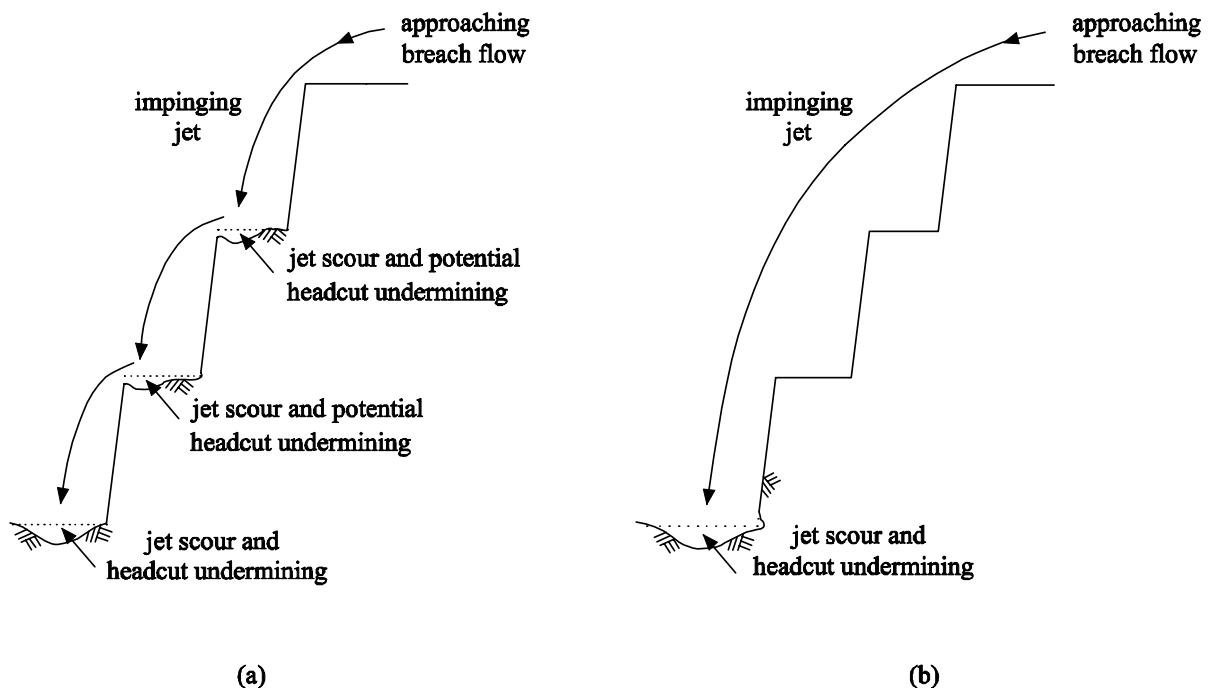 approaching
breach flow
impinging
jet
jet scour and potential
headcut undermining
jet scour and potential
headcut undermining
jet scour and
headcut undermining
(a)
approaching
breach flow
impinging
jet
jet scour and
headcut undermining
(b)